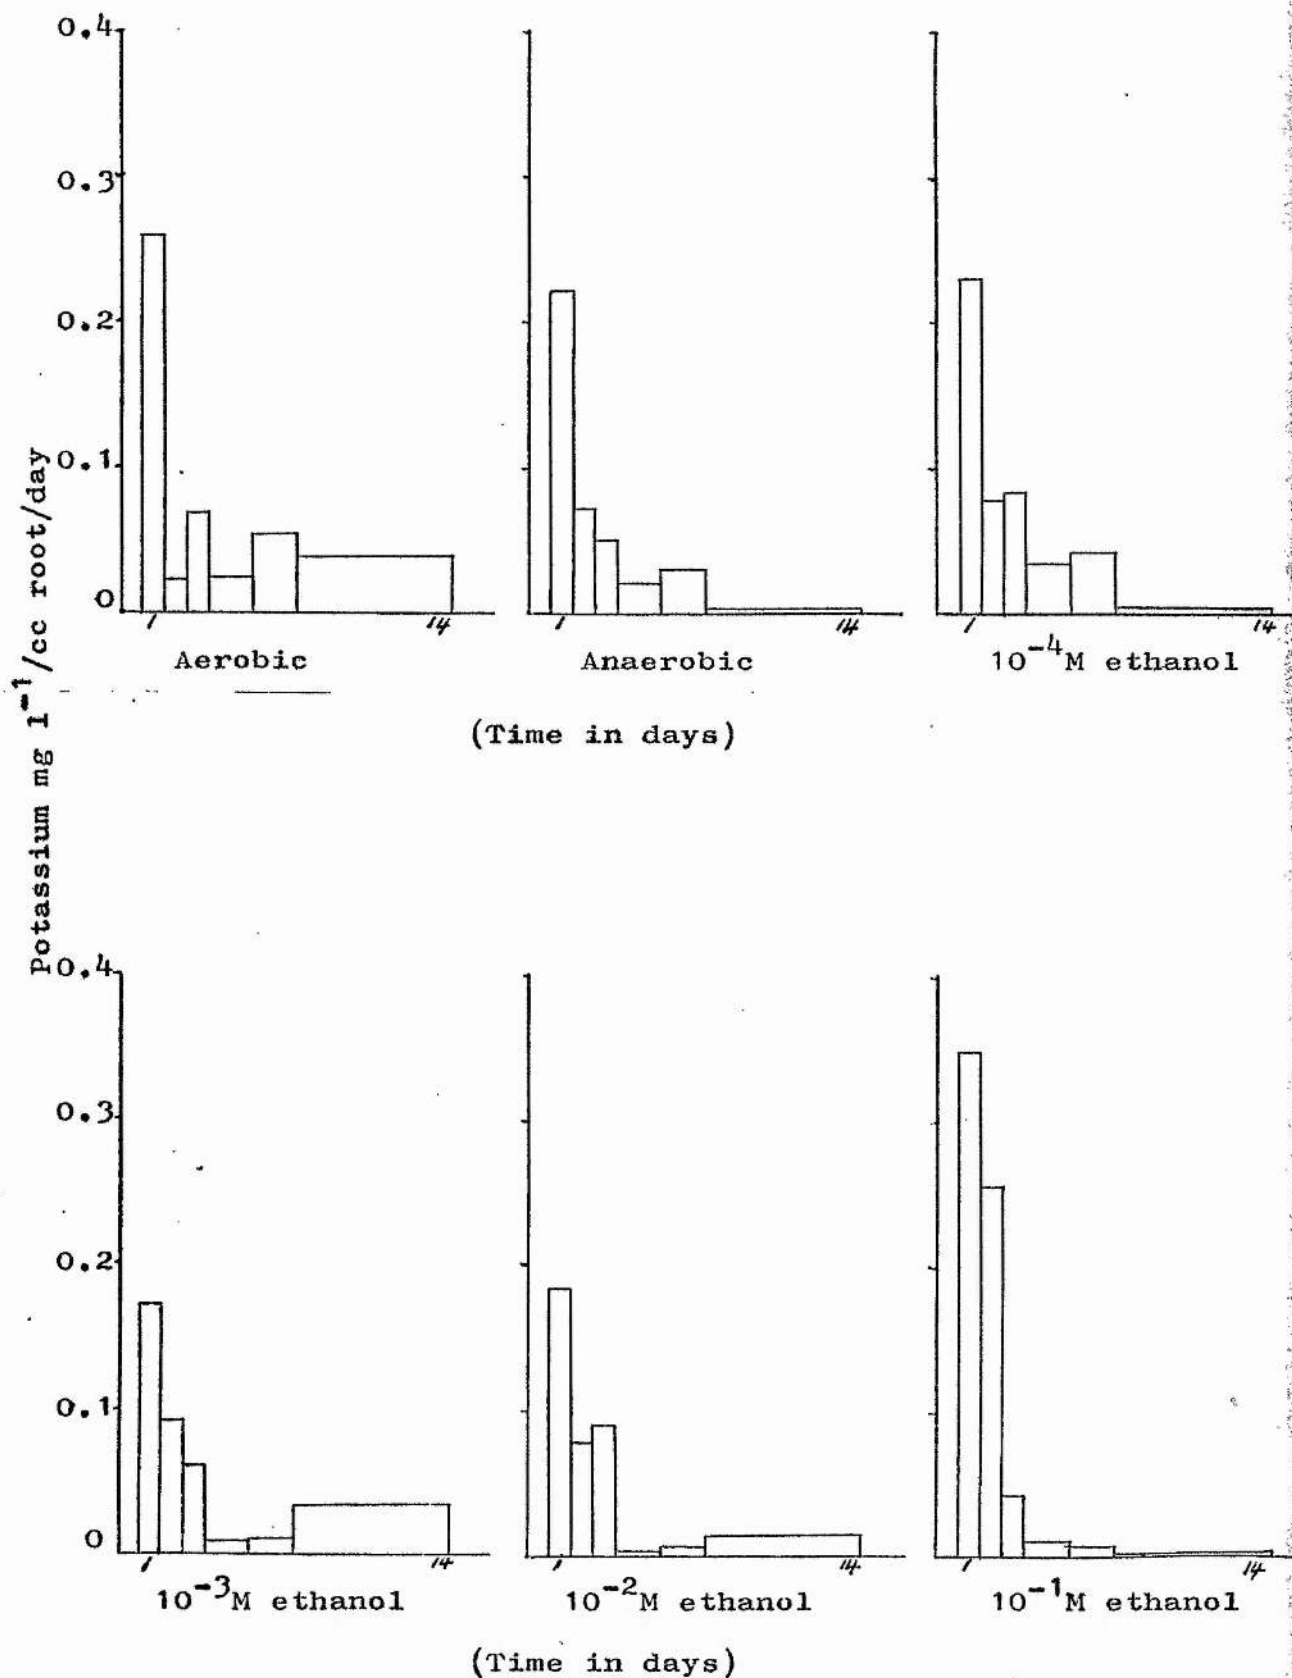 Potassium mg l⁻¹/cc root/day
0.4
0.3
0.2
0.1
0
1 14
1 14
1 14
Aerobic
Anaerobic
10⁻⁴M ethanol
(Time in days)
0.4
0.3
0.2
0.1
0
1 14
1 14
1 14
10⁻³M ethanol
10⁻²M ethanol
10⁻¹M ethanol
(Time in days)